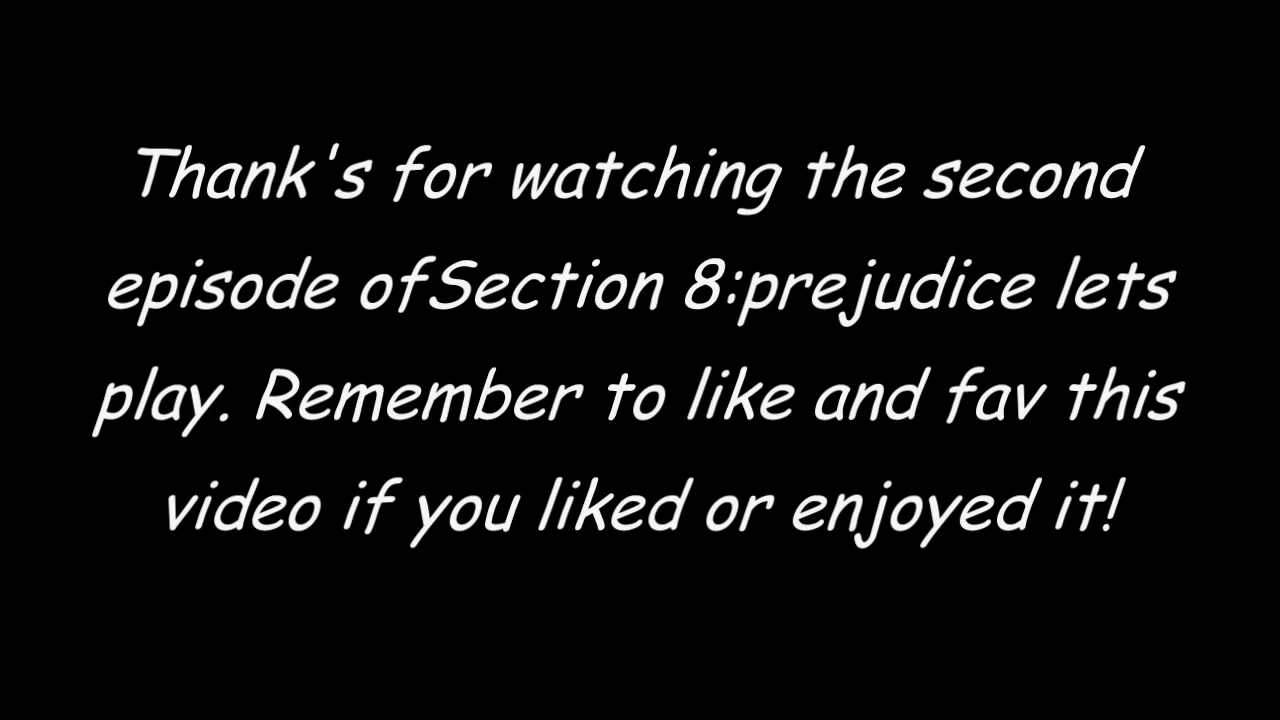 Thank's for watching the second
episode ofSection 8:prejudice lets
play. Remember to like and fav this
video if you liked or enjoyed it!